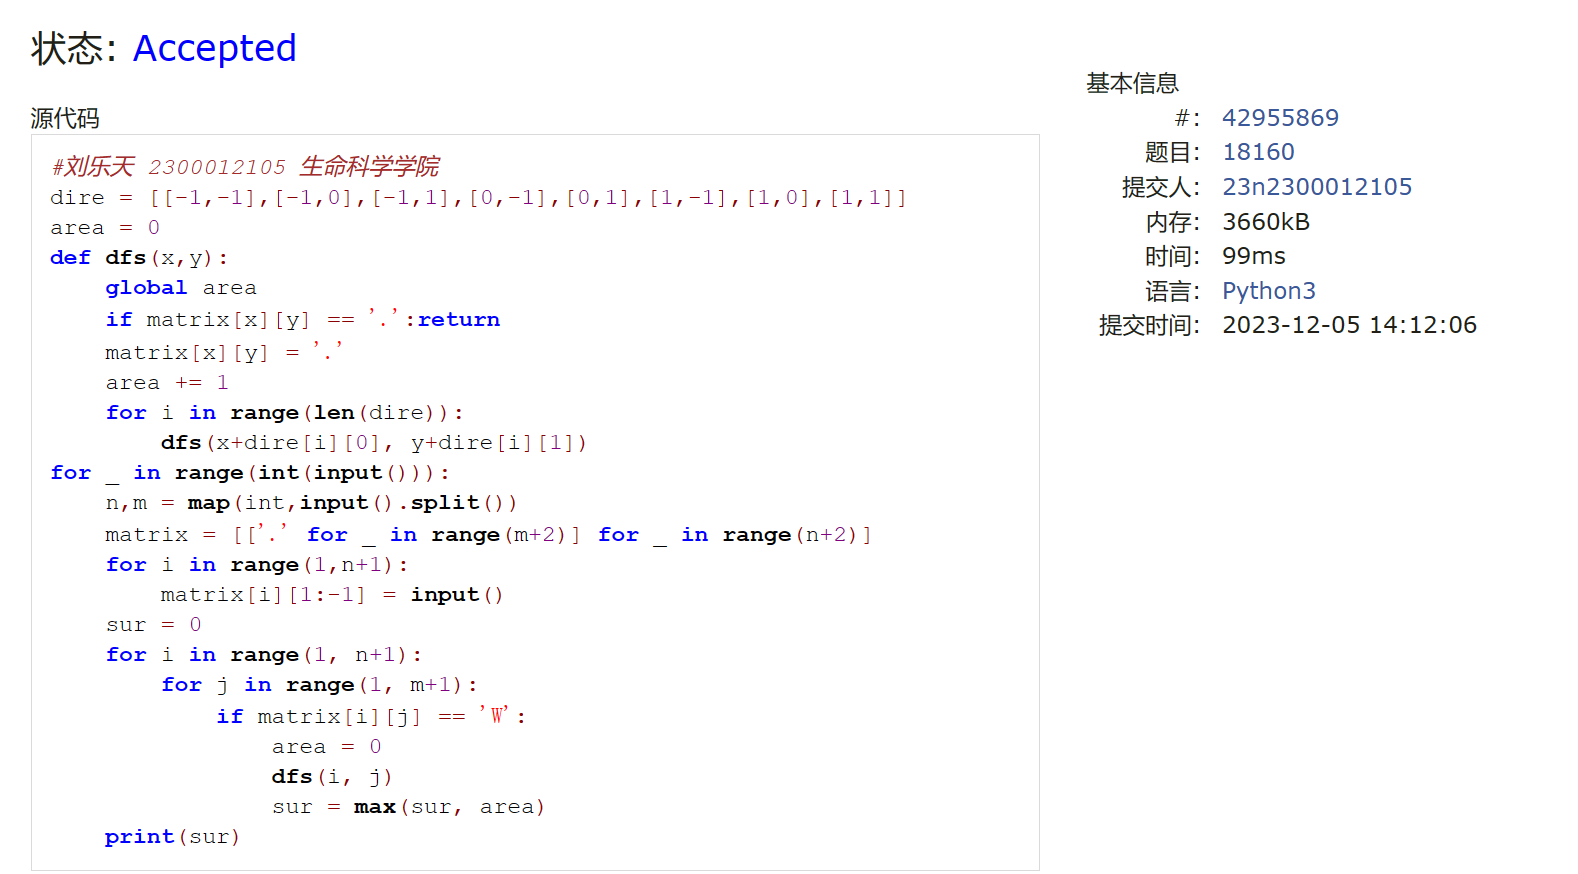 状态: Accepted
源代码
#刘乐天 2300012105 生命科学学院
dire = [[-1,-1],[-1,0],[-1,1],[0,-1],[0,1],[1,-1],[1,0],[1,1]]
area = 0
def dfs(x,y):
    global area
    if matrix[x][y] == '.':return
    matrix[x][y] = '.'
    area += 1
    for i in range(len(dire)):
        dfs(x+dire[i][0], y+dire[i][1])
for _ in range(int(input())):
    n,m = map(int,input().split())
    matrix = [['.' for _ in range(m+2)] for _ in range(n+2)]
    for i in range(1,n+1):
        matrix[i][1:-1] = input()
    sur = 0
    for i in range(1, n+1):
        for j in range(1, m+1):
            if matrix[i][j] == 'W':
                area = 0
                dfs(i, j)
                sur = max(sur, area)
    print(sur)
基本信息
#: 42955869
题目: 18160
提交人: 23n2300012105
内存: 3660kB
时间: 99ms
语言: Python3
提交时间: 2023-12-05 14:12:06